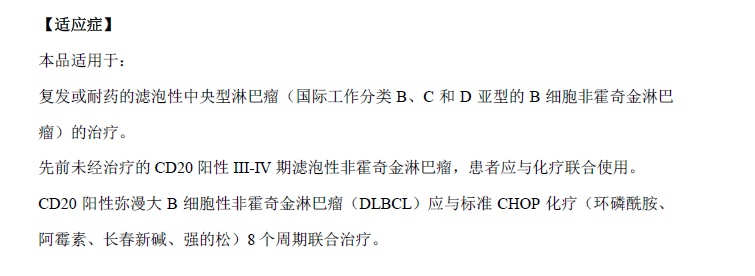 【适应症】
本品适用于：
复发或耐药的滤泡性中央型淋巴瘤（国际工作分类 B、C 和 D 亚型的 B 细胞非霍奇金淋巴
瘤）的治疗。
先前未经治疗的 CD20 阳性 III-IV 期滤泡性非霍奇金淋巴瘤，患者应与化疗联合使用。
CD20 阳性弥漫大 B 细胞性非霍奇金淋巴瘤（DLBCL）应与标准 CHOP 化疗（环磷酰胺、
阿霉素、长春新碱、强的松）8 个周期联合治疗。